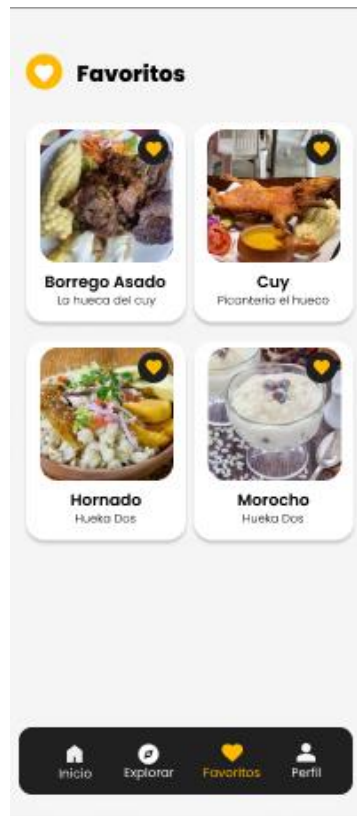 Favoritos
Borrego Asado
La hueca del cuy
Cuy
Picanteria el hueco
Hornado
Hueka Dos
Morocho
Hueka Dos
Inicio
Explorar
Favoritos
Perfil